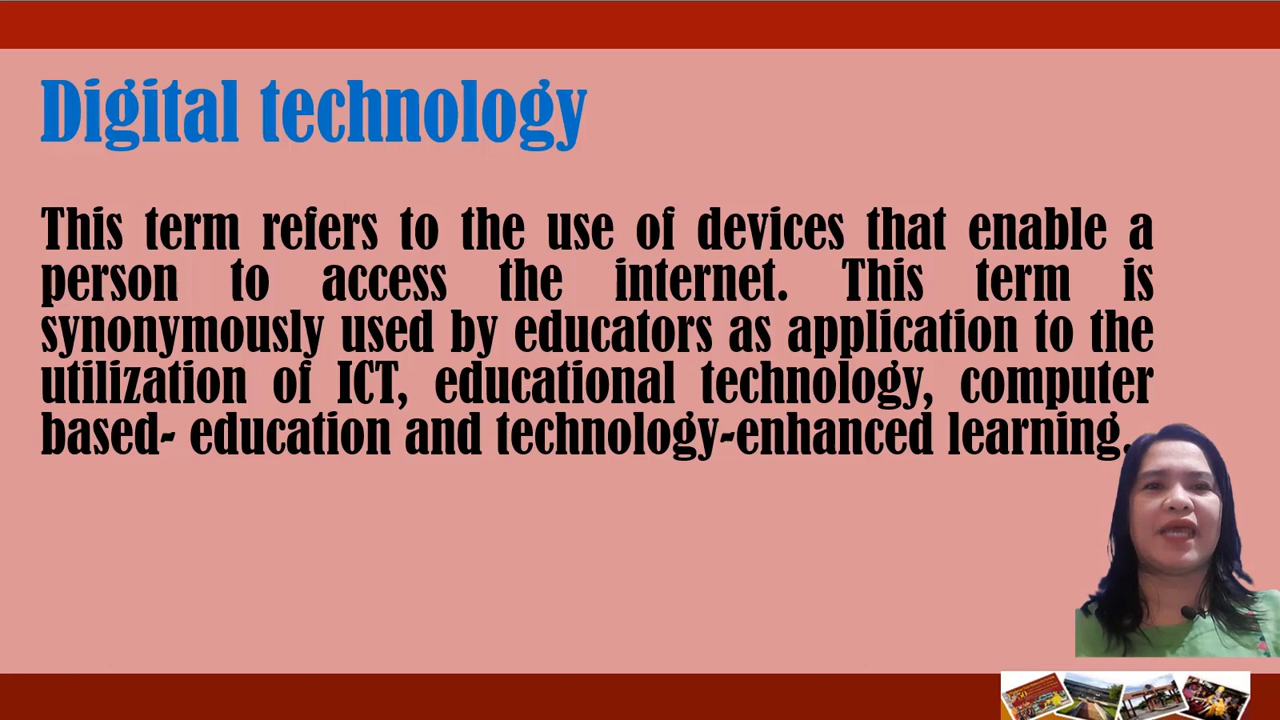 Digital technology
This term refers to the use of devices that enable a
person to access the internet. This term is
synonymously used by educators as application to the
utilization of ICT, educational technology, computer
based- education and technology-enhanced learning.